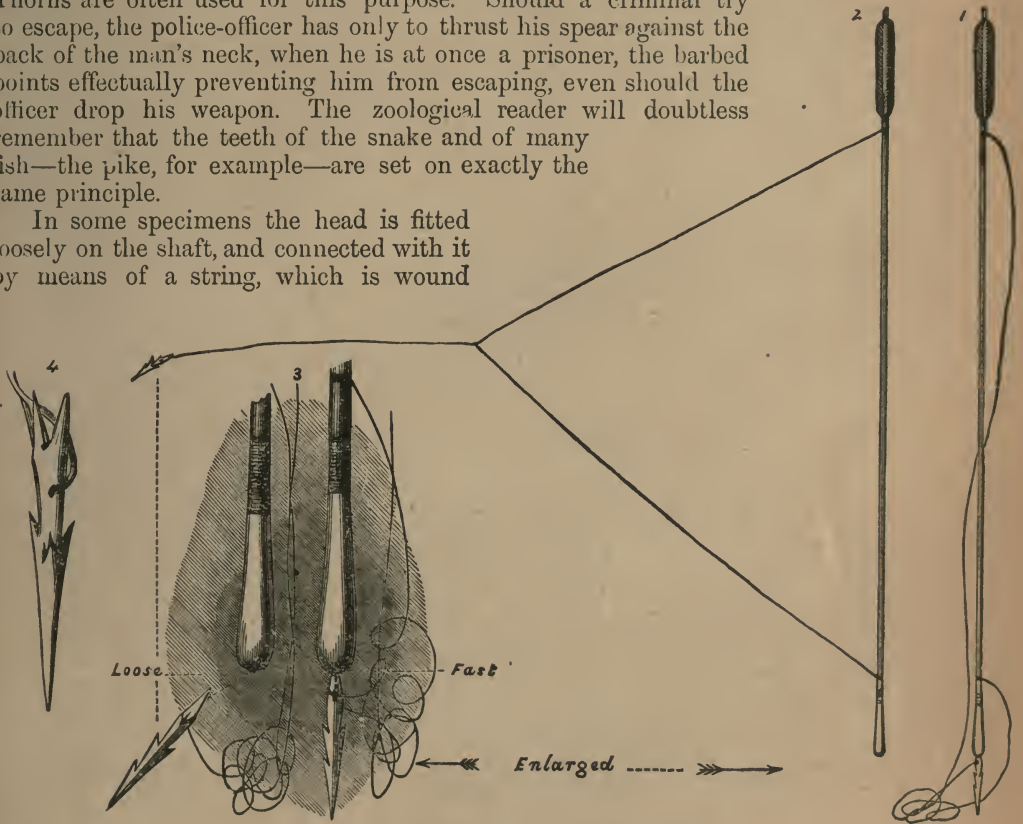 Thorns are often used for this purpose. Should a criminal try
to escape, the police-officer has only to thrust his spear against the
back of the man's neck, when he is at once a prisoner, the barbed
points effectually preventing him from escaping, even should the
officer drop his weapon. The zoological reader will doubtless
remember that the teeth of the snake and of many
fish—the pike, for example—are set on exactly the
same principle.
In some specimens the head is fitted
loosely on the shaft, and connected with it
by means of a string, which is wound
2 1
4
3
Loose
Fast
Enlarged